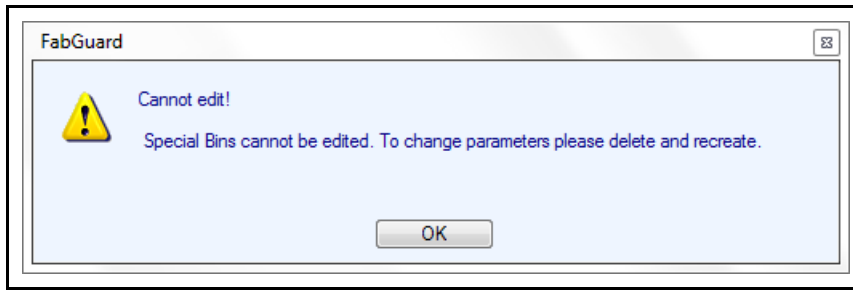 FabGuard
Cannot edit!
Special Bins cannot be edited. To change parameters please delete and recreate.
OK